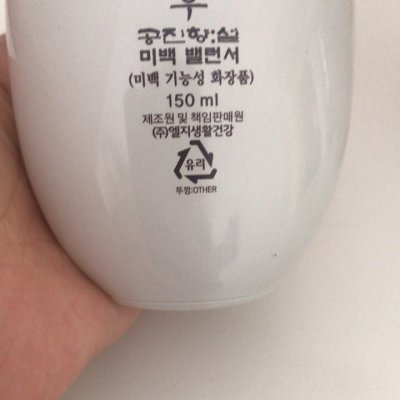 후
공진향:설
미백 밸런서
(미백 기능성 화장품)
150 ml
제조원 및 책임판매원
(주)엘지생활건강
유리
뚜껑:OTHER